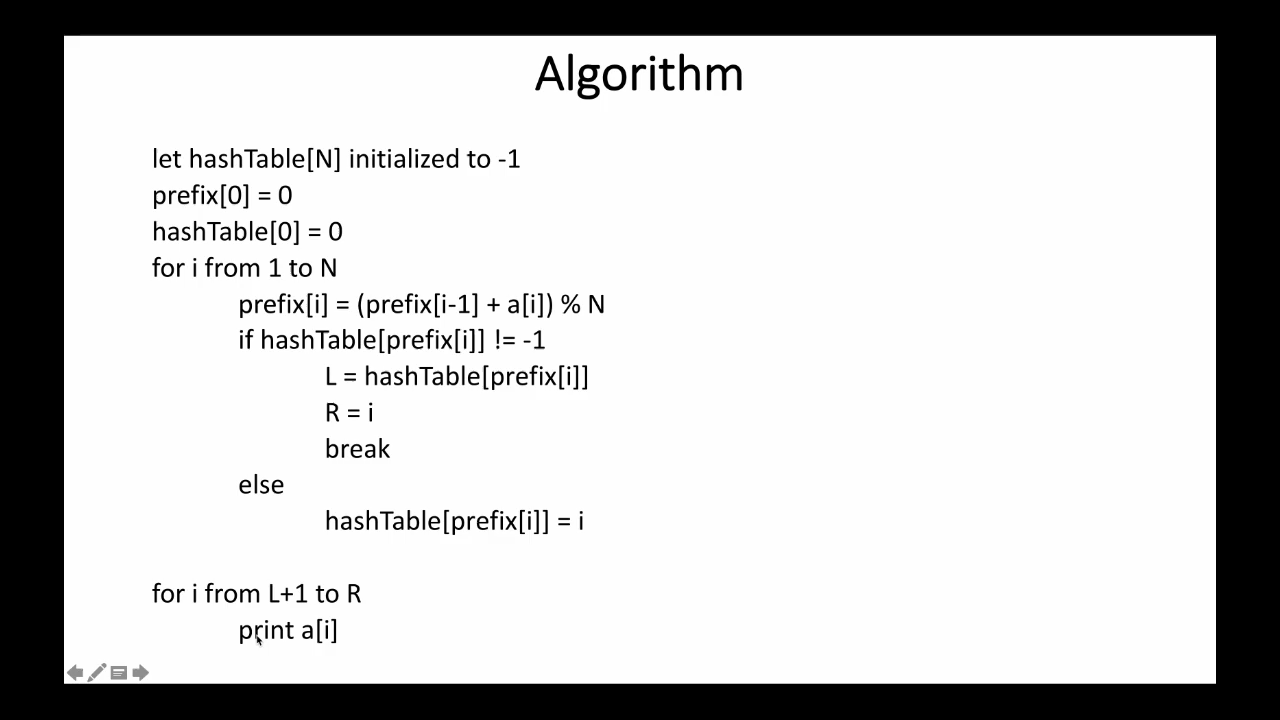 Algorithm
let hashTable[N] initialized to -1
prefix[0] = 0
hashTable[0] = 0
for i from 1 to N
prefix[i] = (prefix[i-1] + a[i]) % N
if hashTable[prefix[i]] != -1
L = hashTable[prefix[i]]
R = i
break
else
hashTable[prefix[i]] = i
for i from L+1 to R
print a[i]